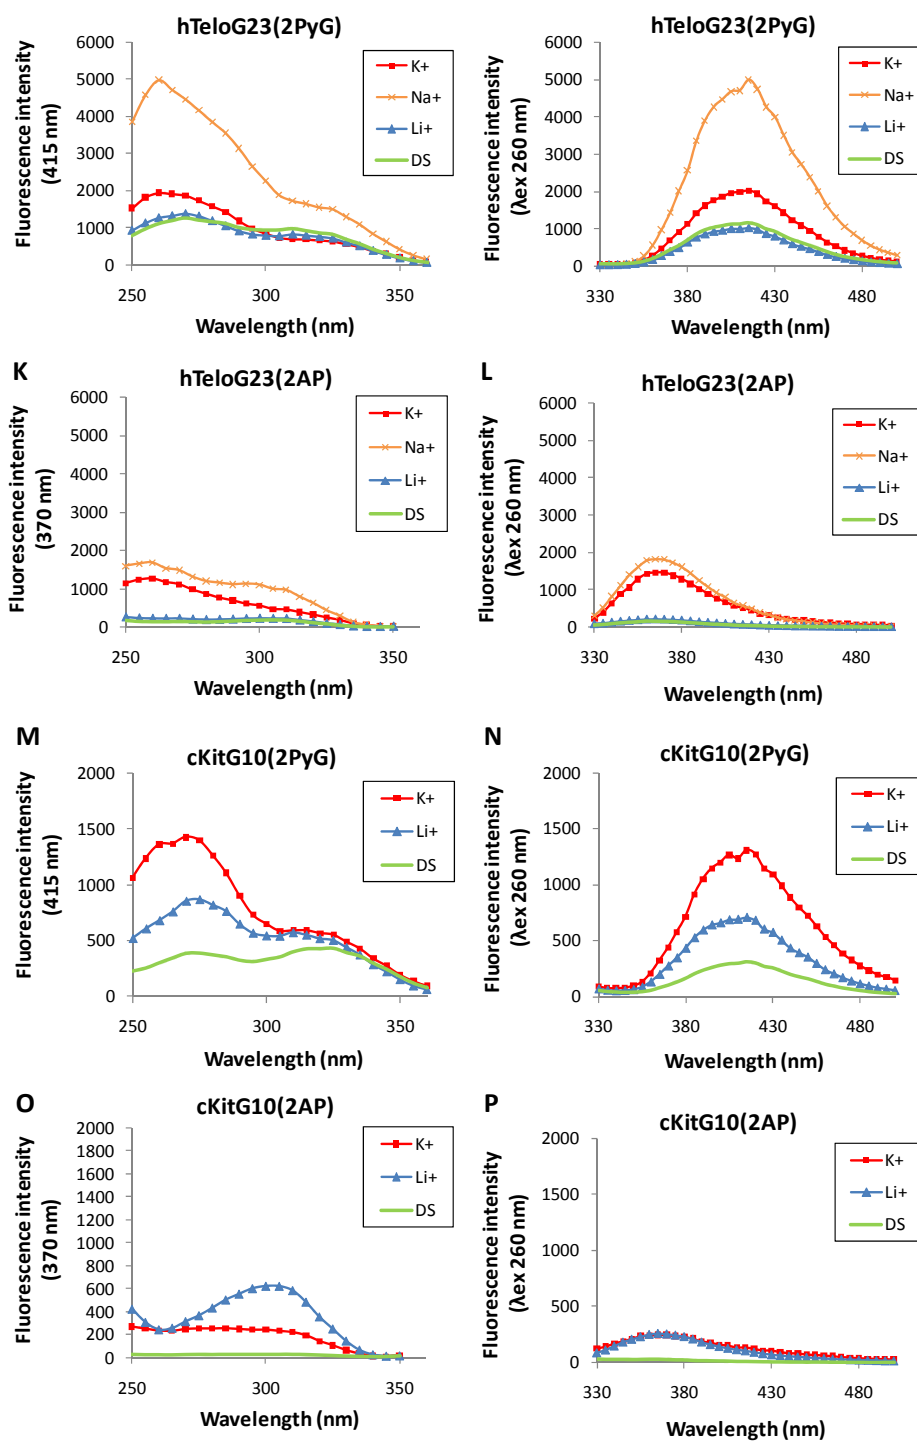 hTeloG23(2PyG)
Fluorescence intensity
(415 nm)
6000
5000
4000
3000
2000
1000
0
250
300
350
Wavelength (nm)
K+
Na+
Li+
DS
hTeloG23(2PyG)
Fluorescence intensity
(λex 260 nm)
6000
5000
4000
3000
2000
1000
0
330
380
430
480
Wavelength (nm)
K+
Na+
Li+
DS
K
hTeloG23(2AP)
Fluorescence intensity
(370 nm)
6000
5000
4000
3000
2000
1000
0
250
300
350
Wavelength (nm)
K+
Na+
Li+
DS
L
hTeloG23(2AP)
Fluorescence intensity
(λex 260 nm)
6000
5000
4000
3000
2000
1000
0
330
380
430
480
Wavelength (nm)
K+
Na+
Li+
DS
M
cKitG10(2PyG)
Fluorescence intensity
(415 nm)
2000
1500
1000
500
0
250
300
350
Wavelength (nm)
K+
Li+
DS
N
cKitG10(2PyG)
Fluorescence intensity
(λex 260 nm)
2000
1500
1000
500
0
330
380
430
480
Wavelength (nm)
K+
Li+
DS
O
cKitG10(2AP)
Fluorescence intensity
(370 nm)
2000
1800
1600
1400
1200
1000
800
600
400
200
0
250
300
350
Wavelength (nm)
K+
Li+
DS
P
cKitG10(2AP)
Fluorescence intensity
(λex 260 nm)
2000
1500
1000
500
0
330
380
430
480
Wavelength (nm)
K+
Li+
DS